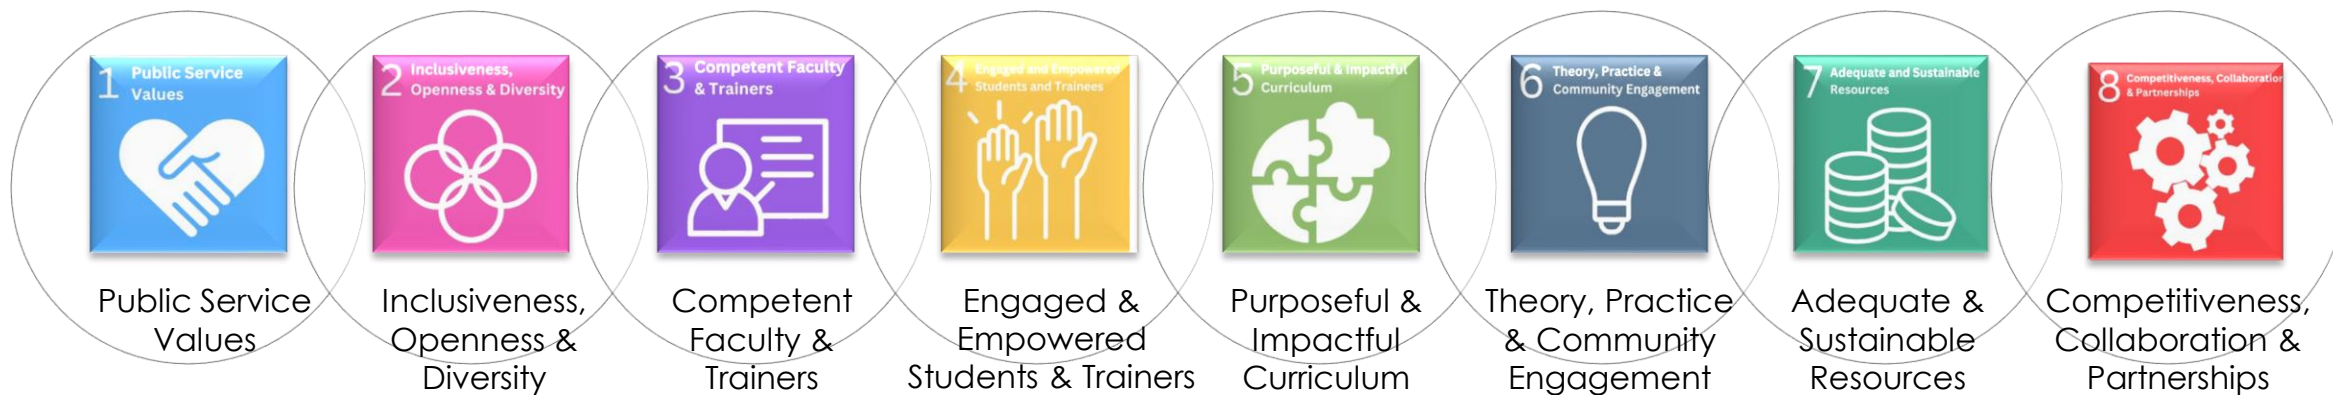 1 Public Service
Values
2 Inclusiveness,
Openness & Diversity
3 Competent Faculty
& Trainers
4 Engaged and Empowered
Students and Trainees
5 Purposeful & Impactful
Curriculum
6 Theory, Practice &
Community Engagement
7 Adequate and Sustainable
Resources
8 Competitiveness, Collaboration
& Partnerships
Public Service
Values
Inclusiveness,
Openness &
Diversity
Competent
Faculty &
Trainers
Engaged &
Empowered
Students & Trainers
Purposeful &
Impactful
Curriculum
Theory, Practice
& Community
Engagement
Adequate &
Sustainable
Resources
Competitiveness,
Collaboration &
Partnerships